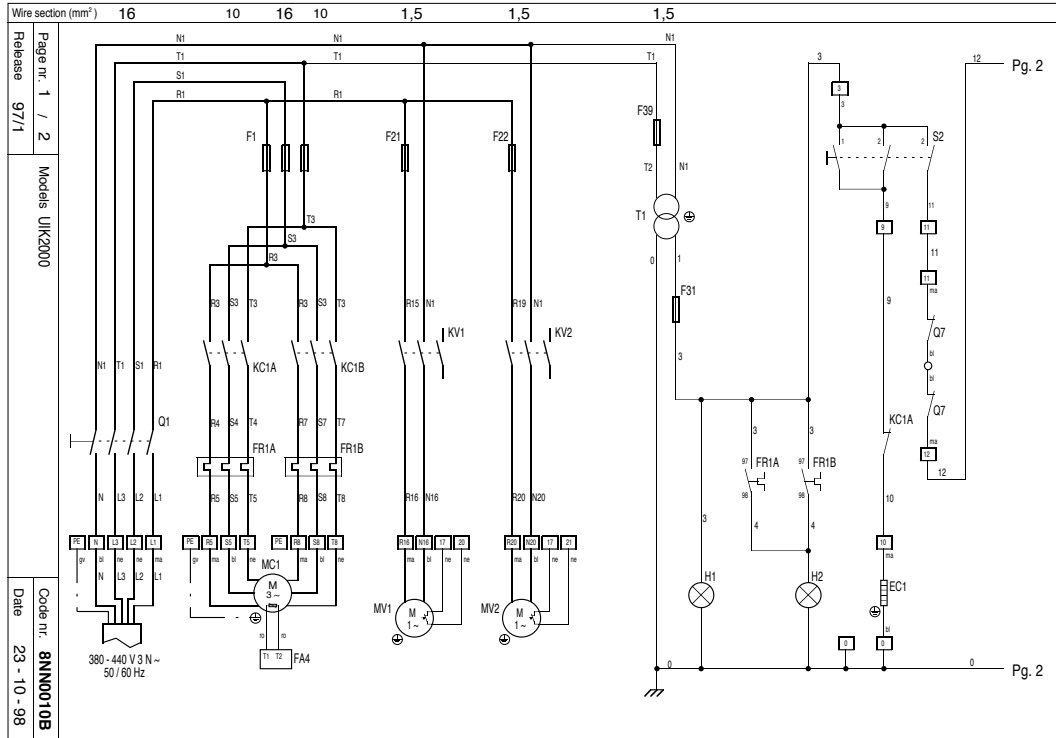 Wire section (mm²) 16 10 16 10 1,5 1,5 1,5
Page nr. 1 / 2
Release 97/1
Models UIK2000
Code nr. 8NN0010B
Date 23 - 10 - 98
N1 N1 N1
T1 T1 T1
S1
R1 R1
12 Pg. 2
3
3
3
F1 F21 F22 F39
T2 N1
T1
0 1
F31
3
1 2 2 S2
9 11
9 11
11
11
ma
T3
S3
R3
R3 S3 T3 R3 S3 T3 R15 N1 R19 N1
KC1A KC1B KV1 KV2
9
Q7
bl
bl
Q7
ma
12
12
N1 T1 S1 R1
Q1
R4 S4 T4 R7 S7 T7
FR1A FR1B
KC1A
3 3
97 FR1A 97 FR1B
98 98
4 4
3
N L3 L2 L1
R5 S5 T5 R8 S8 T8 R16 N16 R20 N20
10
PE N L3 L2 L1 PE R5 S5 T5 PE R8 S8 T8 R16 N16 17 20 R20 N20 17 21 10
gv bl ne ne ma gv ma bl ne ma bl ne ma bl ne ne ma bl ne ne ma
N L3 L2 L1
MC1
M
3 ~
MV1 M
1 ~
MV2 M
1 ~
H1 H2 EC1
bl
ro ro
T1 T2 FA4
380 - 440 V 3 N ~
50 / 60 Hz
0 0
0 0 Pg. 2